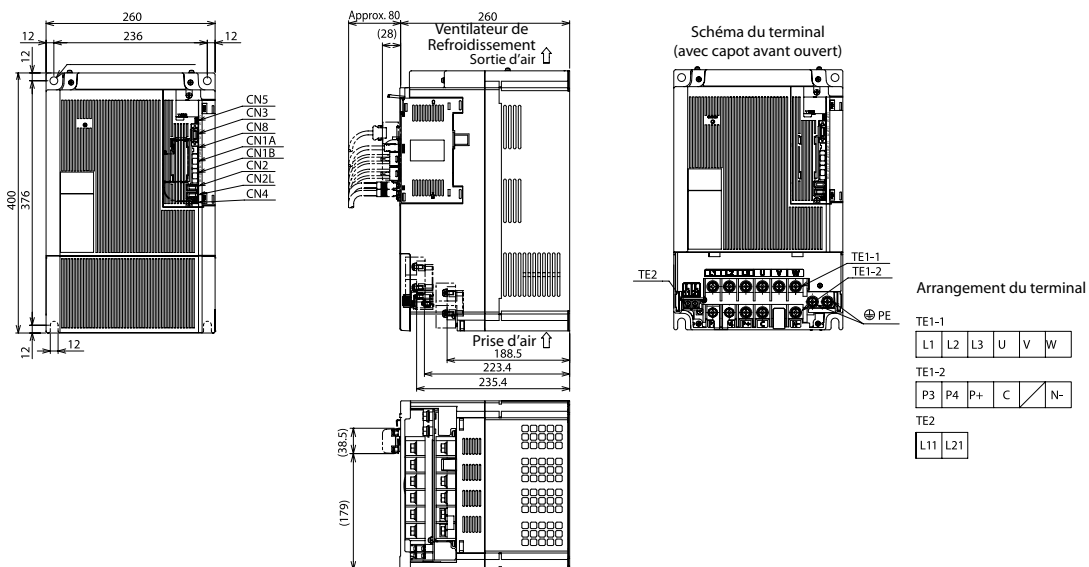 260
12
236
12
12
400
376
12
12
CN5
CN3
CN8
CN1A
CN1B
CN2
CN2L
CN4
Approx. 80
260
(28)
Ventilateur de
Refroidissement
Sortie d'air
Prise d'air
188.5
223.4
235.4
(38.5)
(179)
Schéma du terminal
(avec capot avant ouvert)
TE2
TE1-1
TE1-2
PE
L1 L2 L3 U V W
Arrangement du terminal
TE1-1
L1 L2 L3 U V W
TE1-2
P3 P4 P+ C N-
TE2
L11 L21